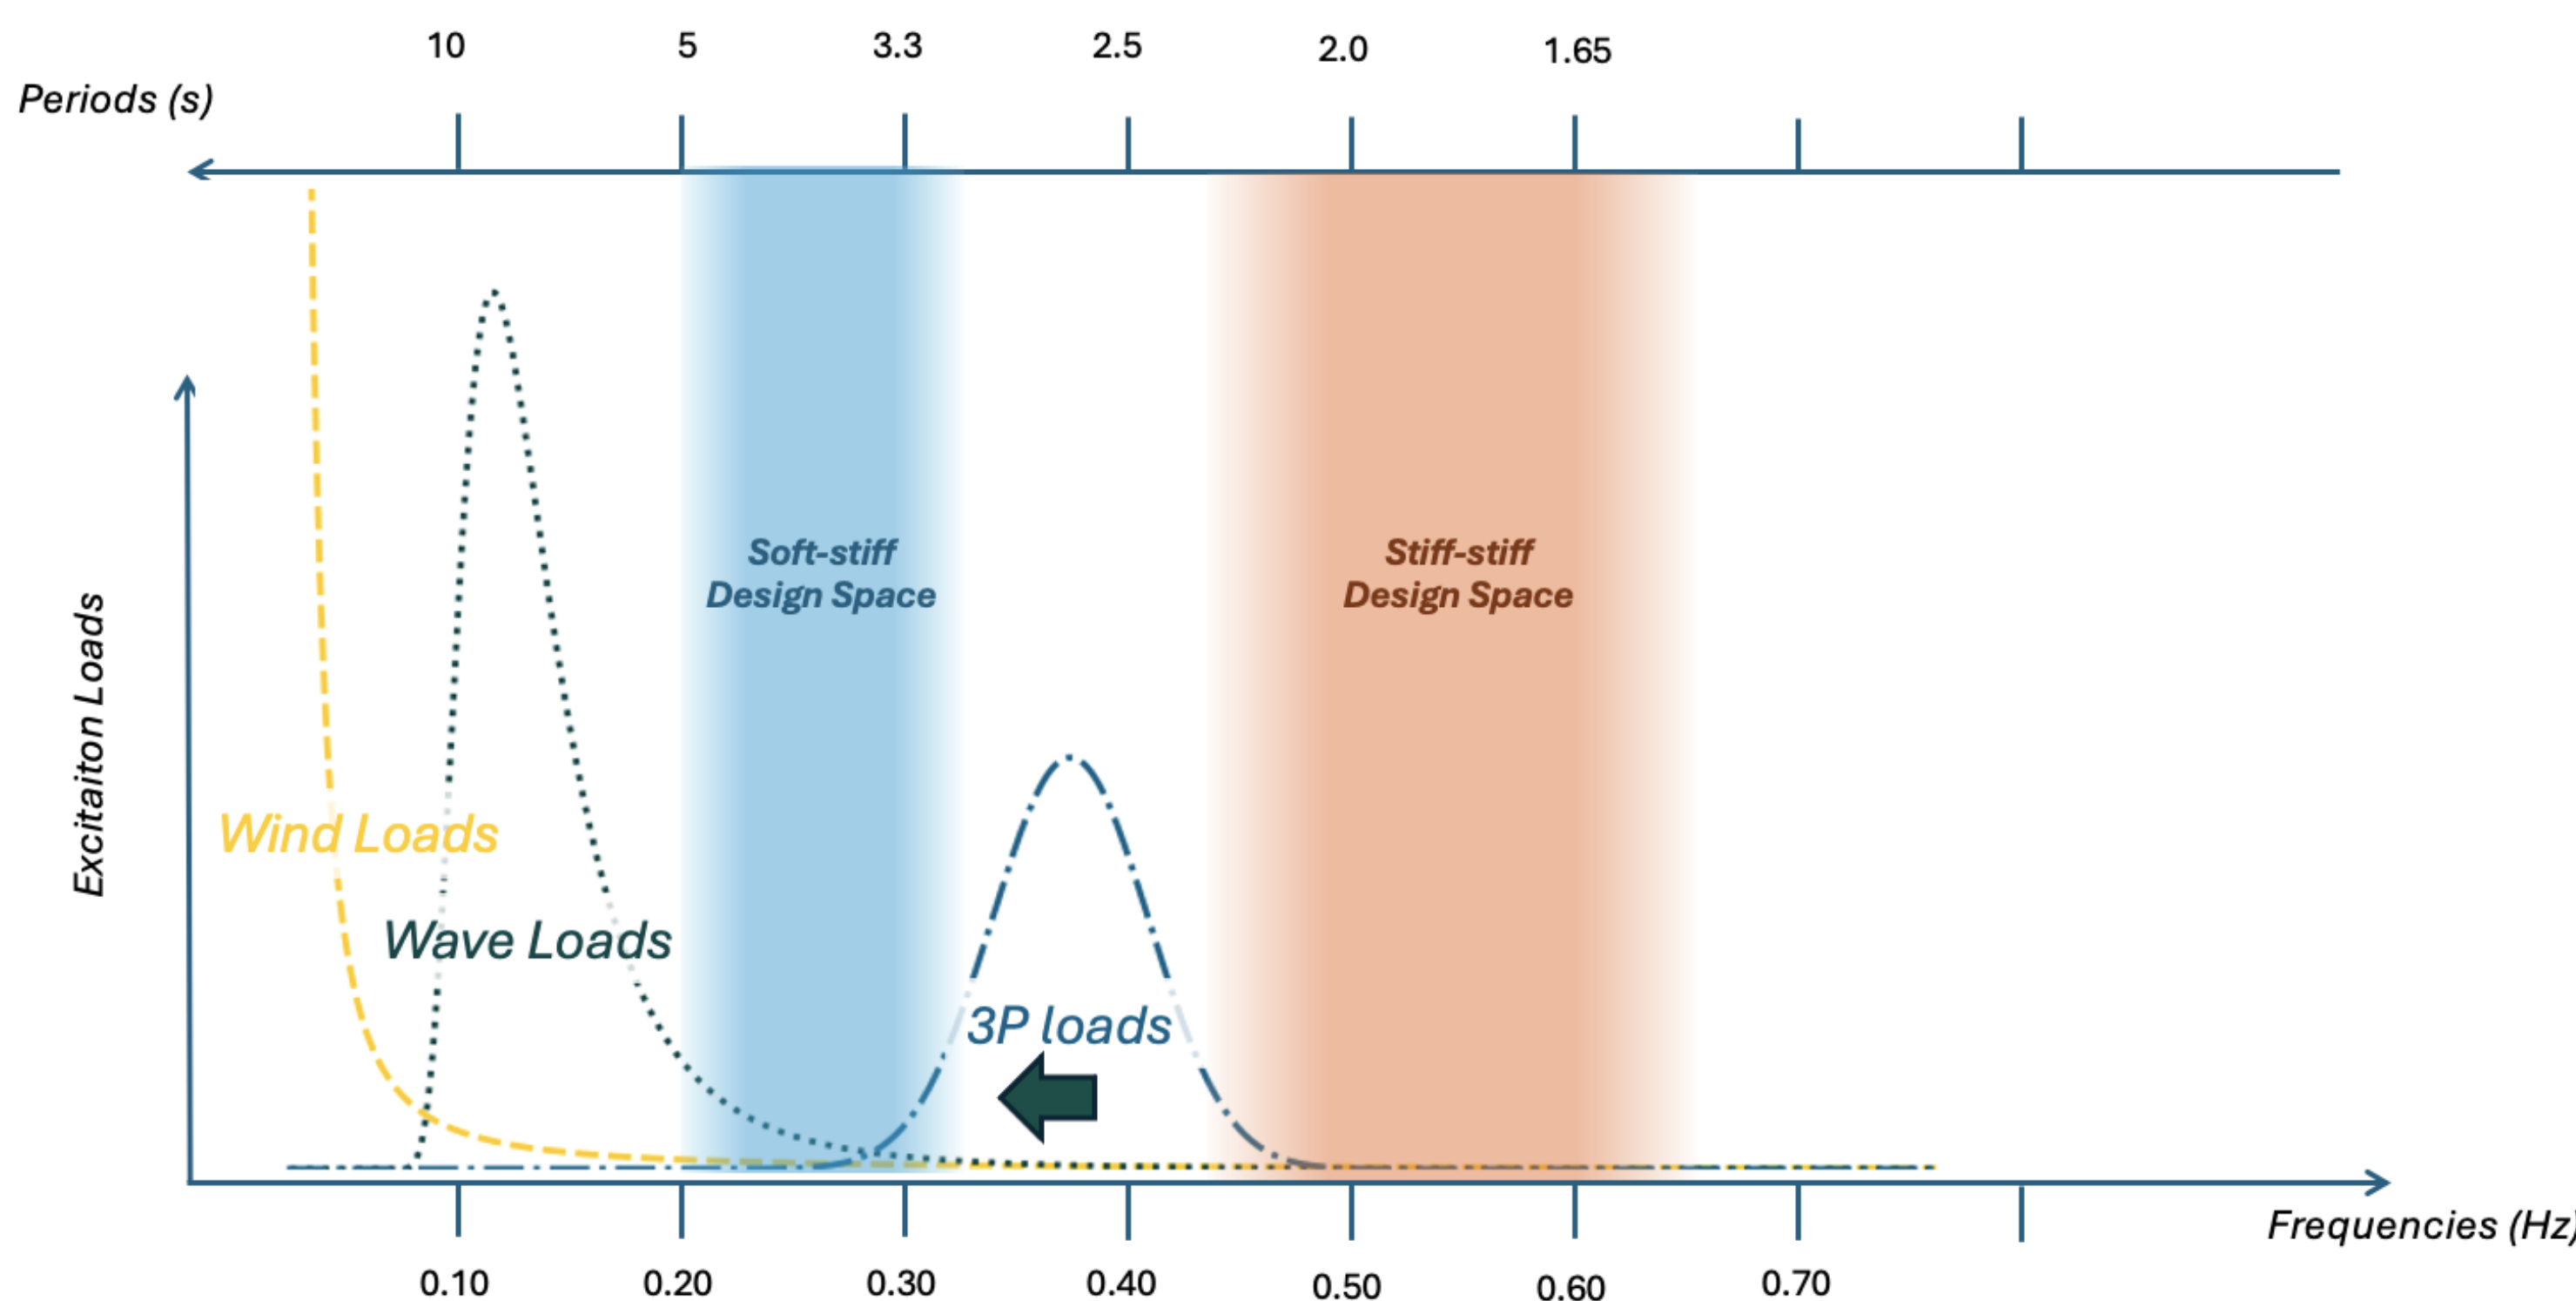 10 5 3.3 2.5 2.0 1.65
Periods (s)
Soft-stiff
Design Space
Stiff-stiff
Design Space
Excitaiton Loads
Wind Loads
Wave Loads
3P loads
Frequencies (Hz)
0.10 0.20 0.30 0.40 0.50 0.60 0.70